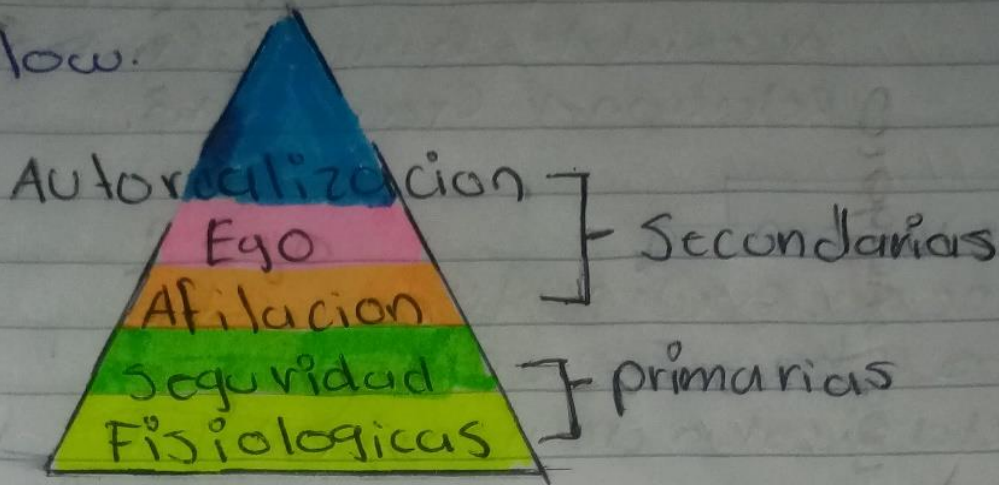 low.
Autorealizacion
Ego
Secondarias
Afilacion
Seguridad
primarias
Fisiologicas